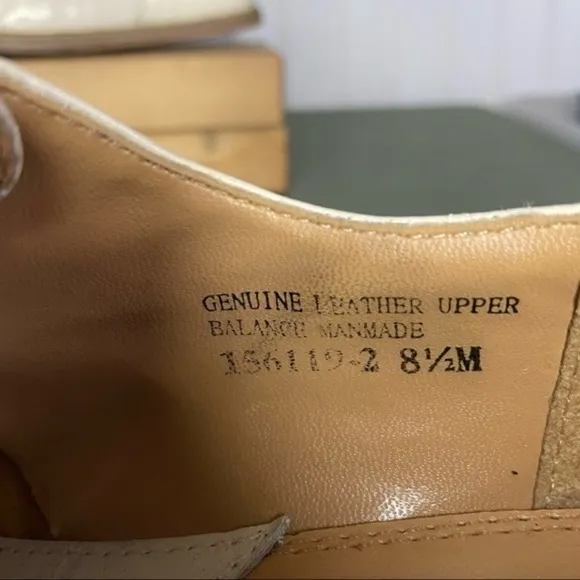 GENUINE LEATHER UPPER
BALANCE MANMADE
156119-2 8½M